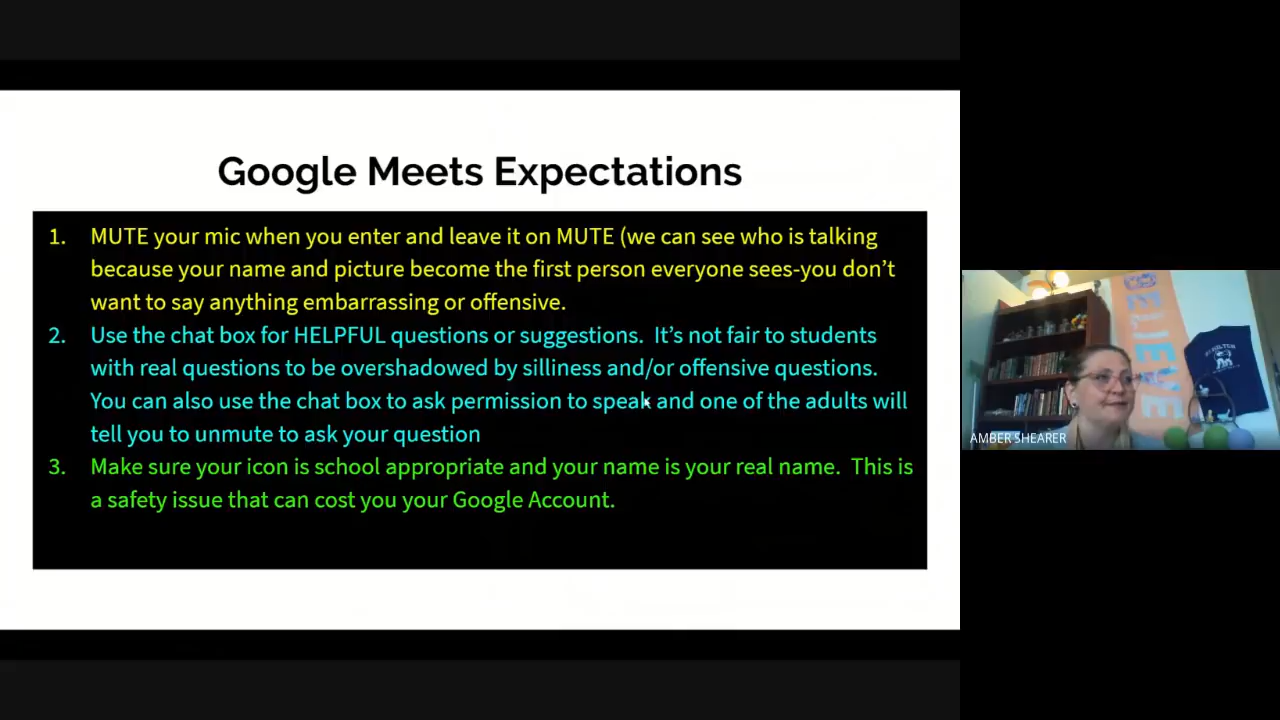 Google Meets Expectations
1. MUTE your mic when you enter and leave it on MUTE (we can see who is talking
because your name and picture become the first person everyone sees-you don't
want to say anything embarrassing or offensive.
2. Use the chat box for HELPFUL questions or suggestions.  It's not fair to students
with real questions to be overshadowed by silliness and/or offensive questions.
You can also use the chat box to ask permission to speak and one of the adults will
tell you to unmute to ask your question
3. Make sure your icon is school appropriate and your name is your real name.  This is
a safety issue that can cost you your Google Account.
BELIEVE
AMBER SHEARER